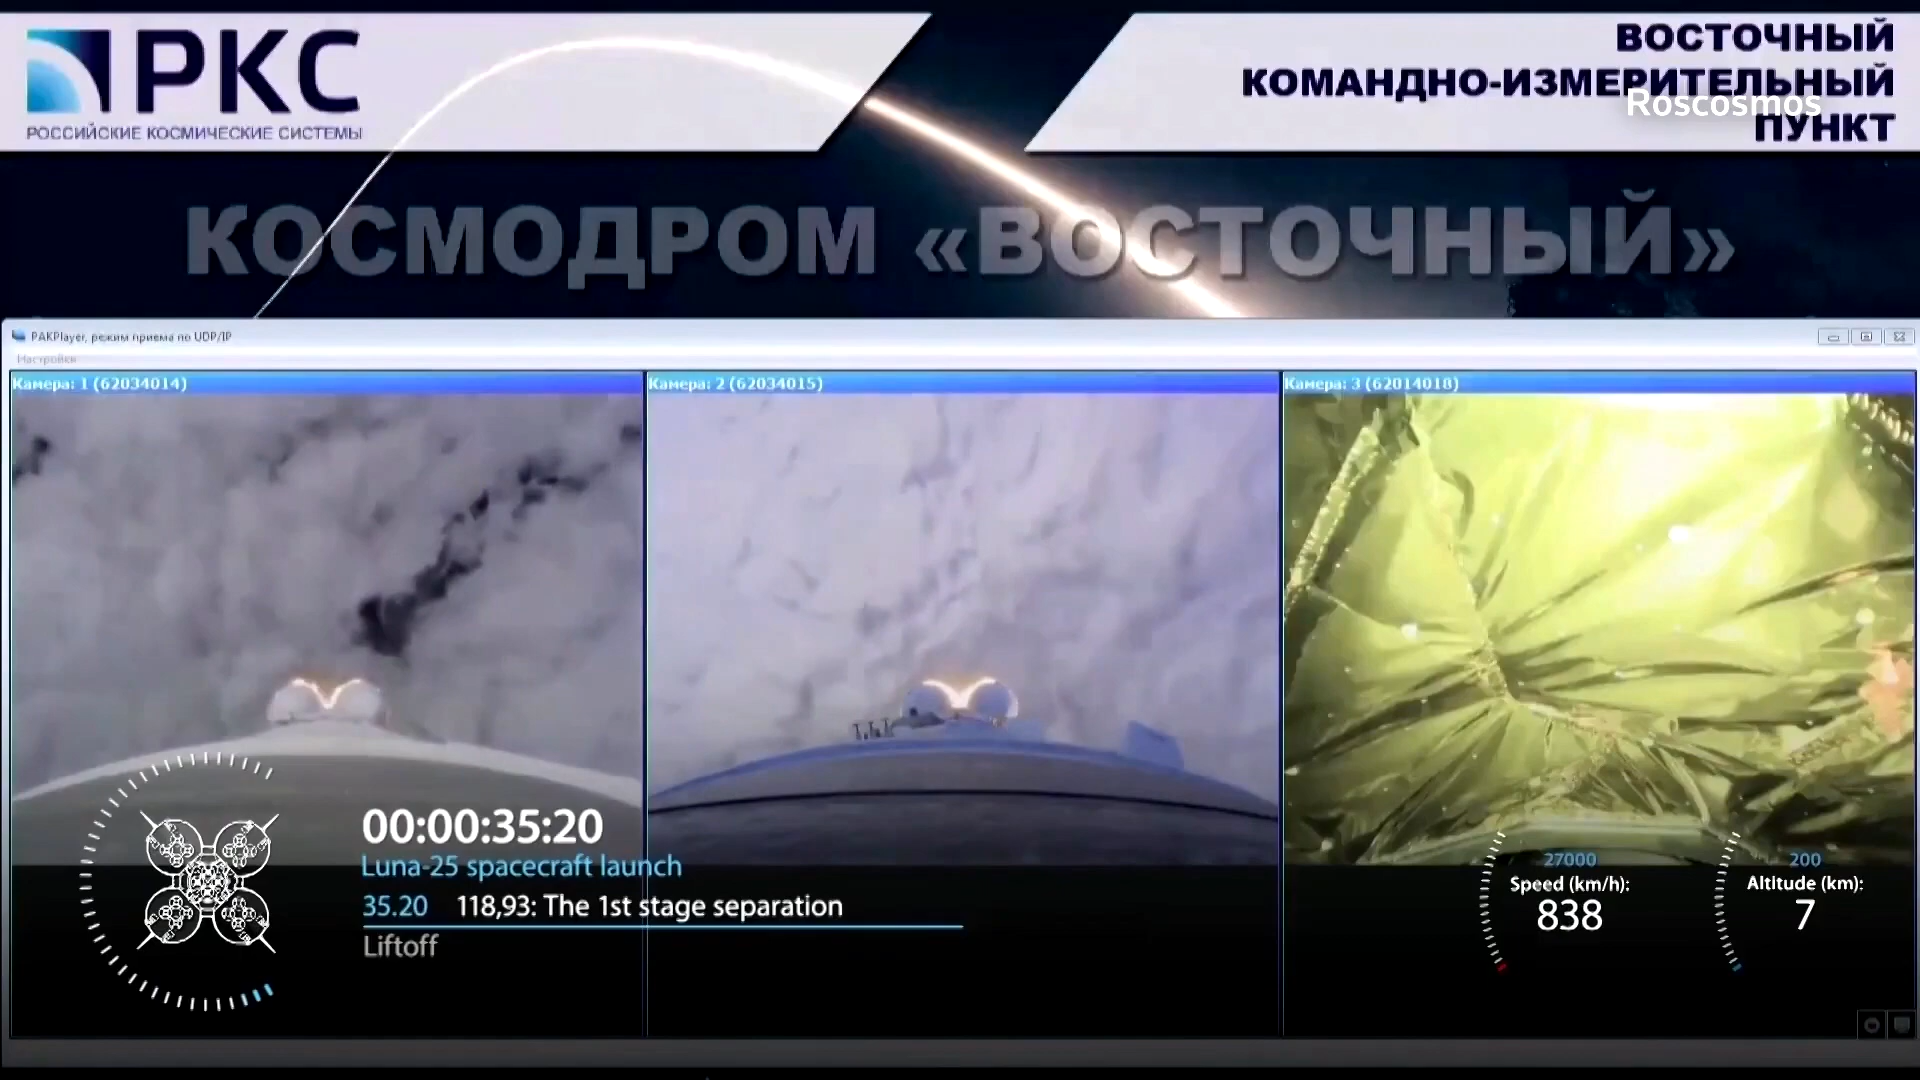 РКС
РОССИЙСКИЕ КОСМИЧЕСКИЕ СИСТЕМЫ
ВОСТОЧНЫЙ
КОМАНДНО-ИЗМЕРИТЕЛЬНЫЙ
ПУНКТ
Roscosmos
КОСМОДРОМ «ВОСТОЧНЫЙ»
PAKPlayer, режим приема по UDP/IP
Настройки
Камера: 1 (62034014)
Камера: 2 (62034015)
Камера: 3 (62014018)
00:00:35:20
Luna-25 spacecraft launch
35.20 118,93: The 1st stage separation
Liftoff
27000
Speed (km/h):
838
200
Altitude (km):
7